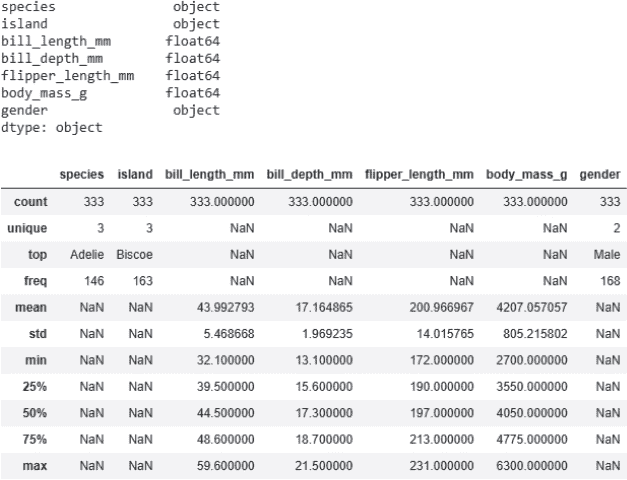 species object
island object
bill_length_mm float64
bill_depth_mm float64
flipper_length_mm float64
body_mass_g float64
gender object
dtype: object
species island bill_length_mm bill_depth_mm flipper_length_mm body_mass_g gender
count 333 333 333.000000 333.000000 333.000000 333.000000 333
unique 3 3 NaN NaN NaN NaN 2
top Adelie Biscoe NaN NaN NaN NaN Male
freq 146 163 NaN NaN NaN NaN 168
mean NaN NaN 43.992793 17.164865 200.966967 4207.057057 NaN
std NaN NaN 5.468668 1.969235 14.015765 805.215802 NaN
min NaN NaN 32.100000 13.100000 172.000000 2700.000000 NaN
25% NaN NaN 39.500000 15.600000 190.000000 3550.000000 NaN
50% NaN NaN 44.500000 17.300000 197.000000 4050.000000 NaN
75% NaN NaN 48.600000 18.700000 213.000000 4775.000000 NaN
max NaN NaN 59.600000 21.500000 231.000000 6300.000000 NaN